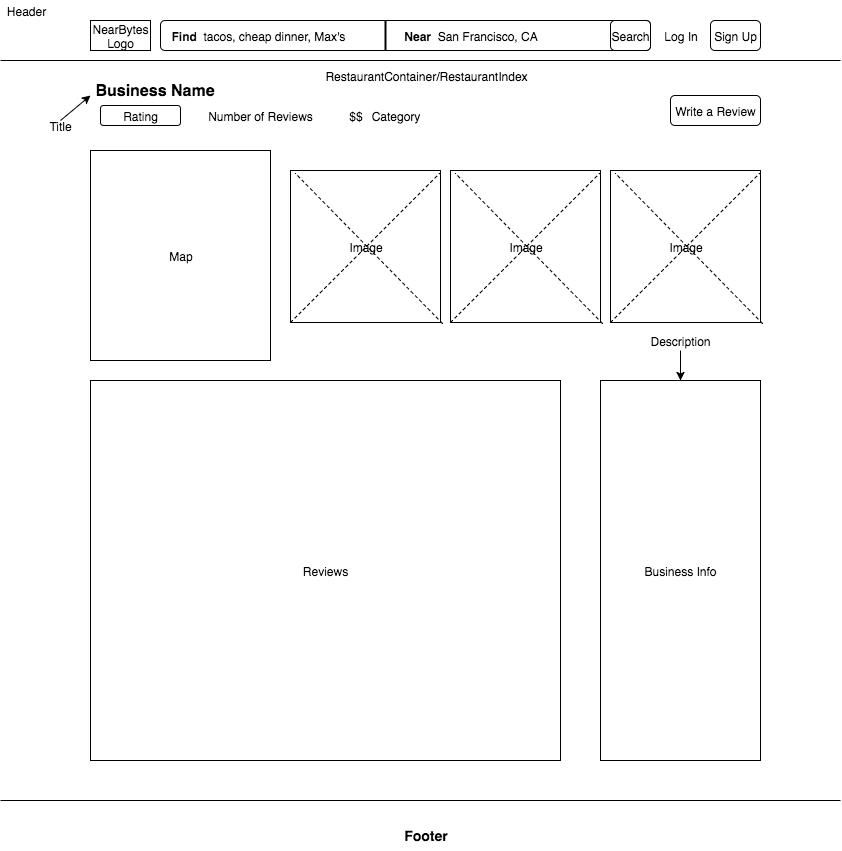 Header
NearBytes
Logo
Find tacos, cheap dinner, Max's
Near San Francisco, CA
Search
Log In
Sign Up
RestaurantContainer/RestaurantIndex
Business Name
Title
Rating
Number of Reviews
$$ Category
Write a Review
Map
Image
Image
Image
Description
Reviews
Business Info
Footer